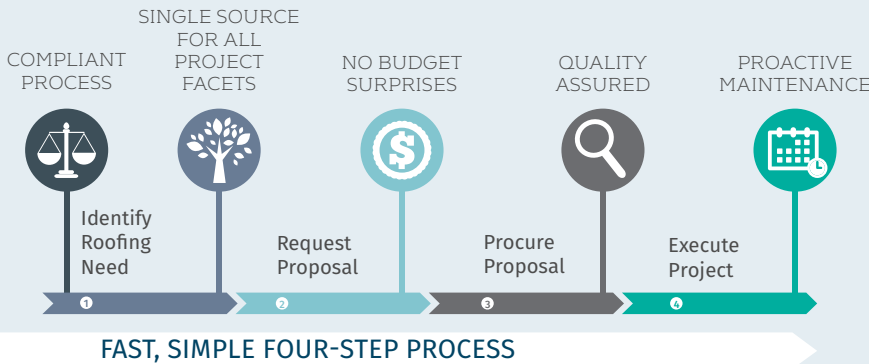 COMPLIANT
PROCESS
SINGLE SOURCE
FOR ALL
PROJECT
FACETS
NO BUDGET
SURPRISES
QUALITY
ASSURED
PROACTIVE
MAINTENANCE
$
Identify
Roofing
Need
Request
Proposal
Procure
Proposal
Execute
Project
1
2
3
4
FAST, SIMPLE FOUR-STEP PROCESS